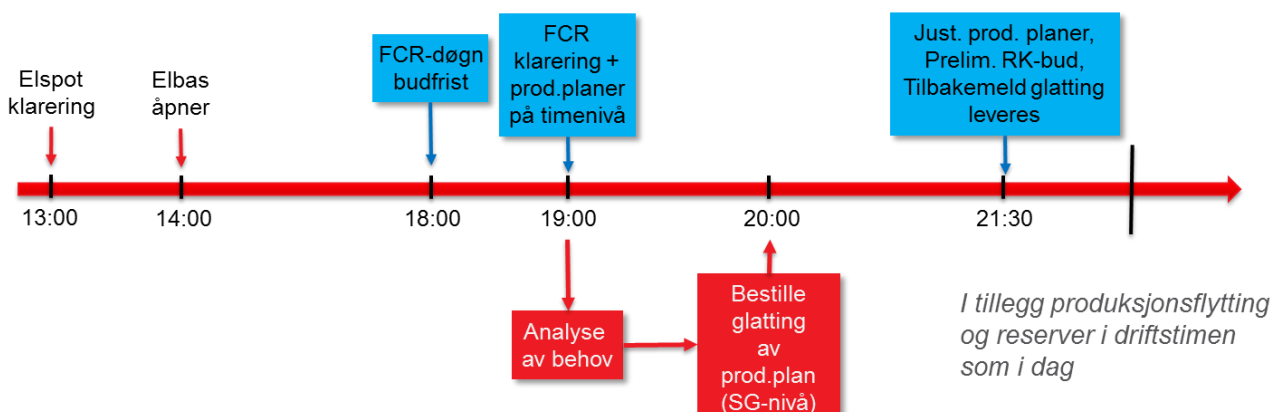 Elspot
klarering
Elbas
åpner
FCR-døgn
budfrist
FCR
klarering +
prod.planer
på timenivå
Just. prod. planer,
Prelim. RK-bud,
Tilbakemeld glatting
leveres
13:00
14:00
18:00
19:00
20:00
21:30
Analyse
av behov
Bestille
glatting
av
prod.plan
(SG-nivå)
I tillegg produksjonsflytting
og reserver i driftstimen
som i dag